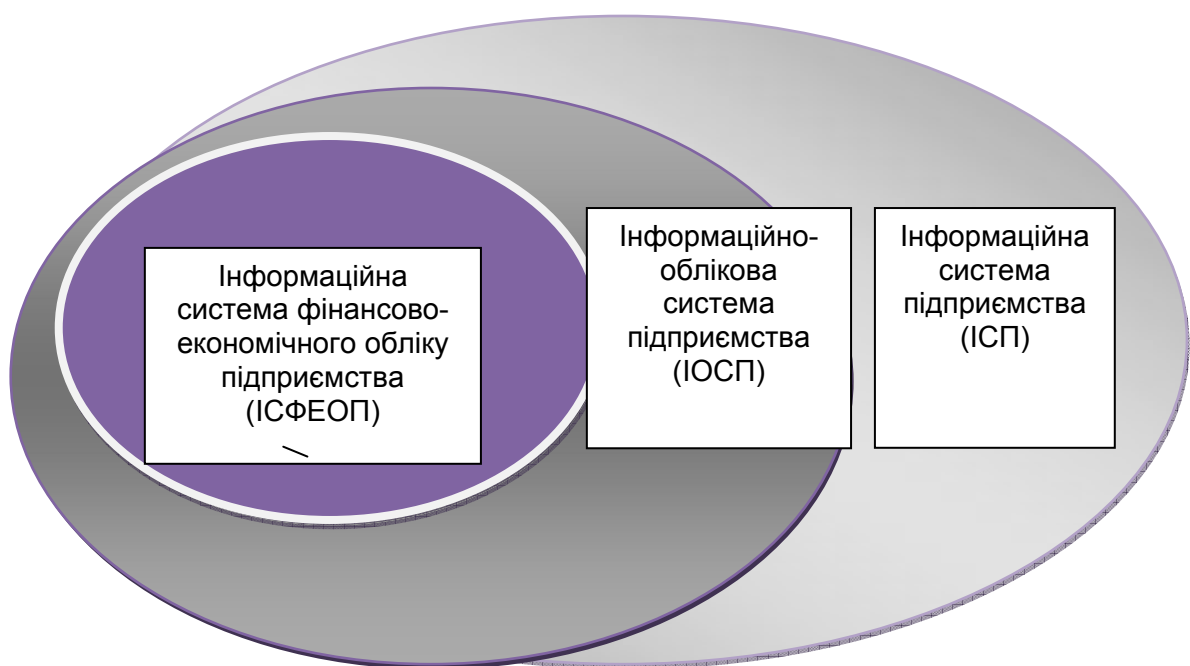 Інформаційна
система фінансово-
економічного обліку
підприємства
(ІСФЕОП)
Інформаційно-
облікова
система
підприємства
(ІОСП)
Інформаційна
система
підприємства
(ІСП)